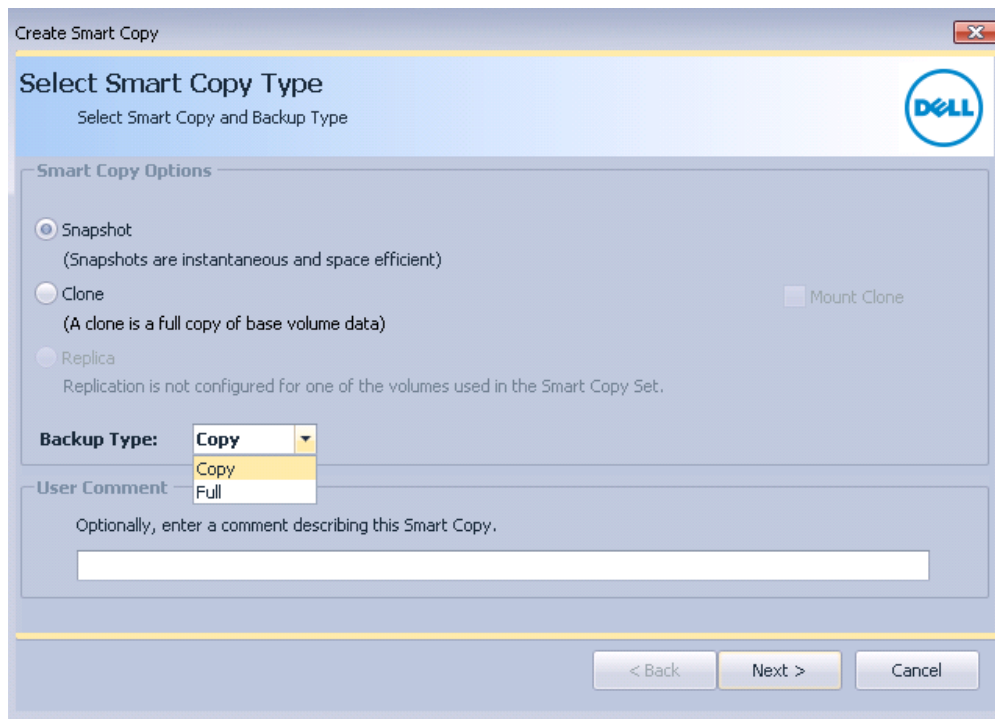 Create Smart Copy
Select Smart Copy Type
Select Smart Copy and Backup Type
DELL
Smart Copy Options
Snapshot
(Snapshots are instantaneous and space efficient)
Clone
Mount Clone
(A clone is a full copy of base volume data)
Replica
Replication is not configured for one of the volumes used in the Smart Copy Set.
Backup Type: Copy
Copy
Full
User Comment
Optionally, enter a comment describing this Smart Copy.
< Back
Next >
Cancel